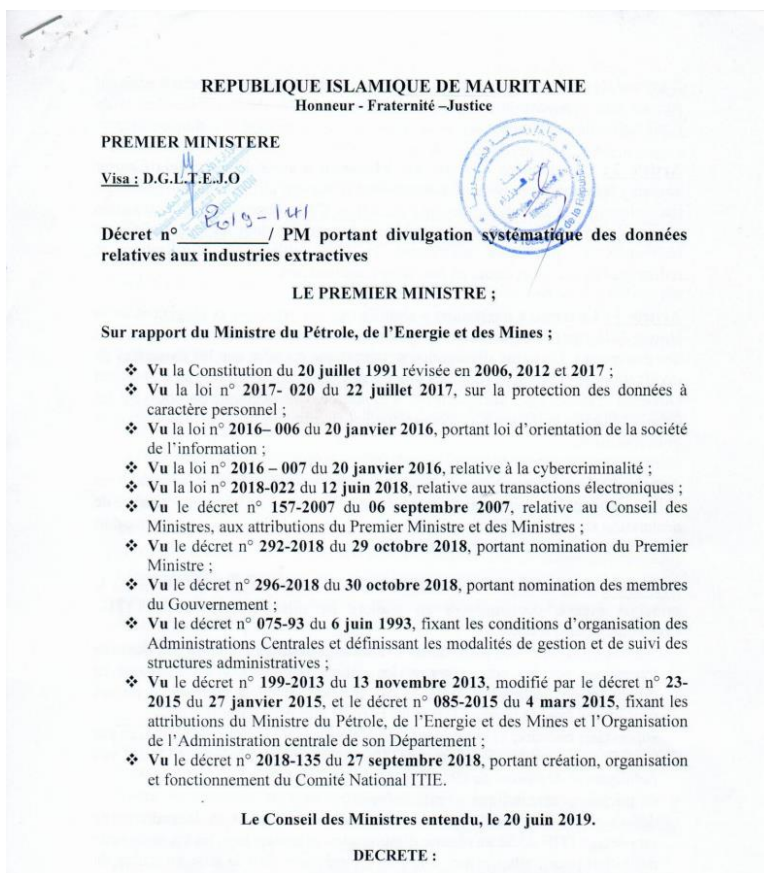 REPUBLIQUE ISLAMIQUE DE MAURITANIE
Honneur - Fraternité –Justice
PREMIER MINISTERE
Visa : D.G.L.T.E.J.O
2019-141
Décret n°__________/ PM portant divulgation systématique des données
relatives aux industries extractives
LE PREMIER MINISTRE ;
Sur rapport du Ministre du Pétrole, de l’Energie et des Mines ;
❖ Vu la Constitution du 20 juillet 1991 révisée en 2006, 2012 et 2017 ;
❖ Vu la loi n° 2017- 020 du 22 juillet 2017, sur la protection des données à
caractère personnel ;
❖ Vu la loi n° 2016– 006 du 20 janvier 2016, portant loi d’orientation de la société
de l’information ;
❖ Vu la loi n° 2016 – 007 du 20 janvier 2016, relative à la cybercriminalité ;
❖ Vu la loi n° 2018-022 du 12 juin 2018, relative aux transactions électroniques ;
❖ Vu le décret n° 157-2007 du 06 septembre 2007, relative au Conseil des
Ministres, aux attributions du Premier Ministre et des Ministres ;
❖ Vu le décret n° 292-2018 du 29 octobre 2018, portant nomination du Premier
Ministre ;
❖ Vu le décret n° 296-2018 du 30 octobre 2018, portant nomination des membres
du Gouvernement ;
❖ Vu le décret n° 075-93 du 6 juin 1993, fixant les conditions d’organisation des
Administrations Centrales et définissant les modalités de gestion et de suivi des
structures administratives ;
❖ Vu le décret n° 199-2013 du 13 novembre 2013, modifié par le décret n° 23-
2015 du 27 janvier 2015, et le décret n° 085-2015 du 4 mars 2015, fixant les
attributions du Ministre du Pétrole, de l’Energie et des Mines et l’Organisation
de l’Administration centrale de son Département ;
❖ Vu le décret n° 2018-135 du 27 septembre 2018, portant création, organisation
et fonctionnement du Comité National ITIE.
Le Conseil des Ministres entendu, le 20 juin 2019.
DECRETE :